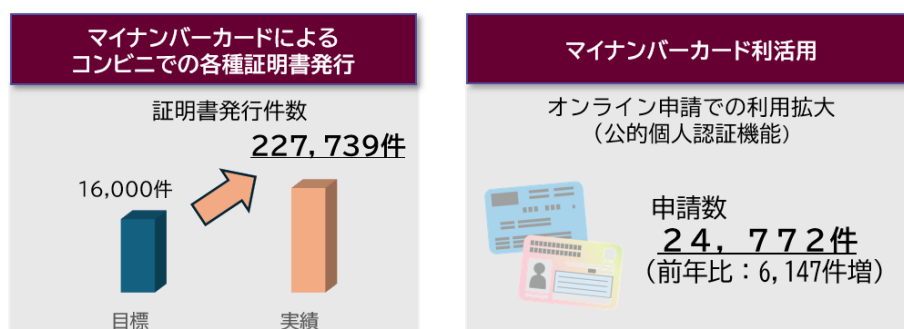 マイナンバーカードによる
コンビニでの各種証明書発行
証明書発行件数
227,739件
16,000件
目標
実績
マイナンバーカード利活用
オンライン申請での利用拡大
（公的個人認証機能）
申請数
２４，７７２件
（前年比：6,147件増）